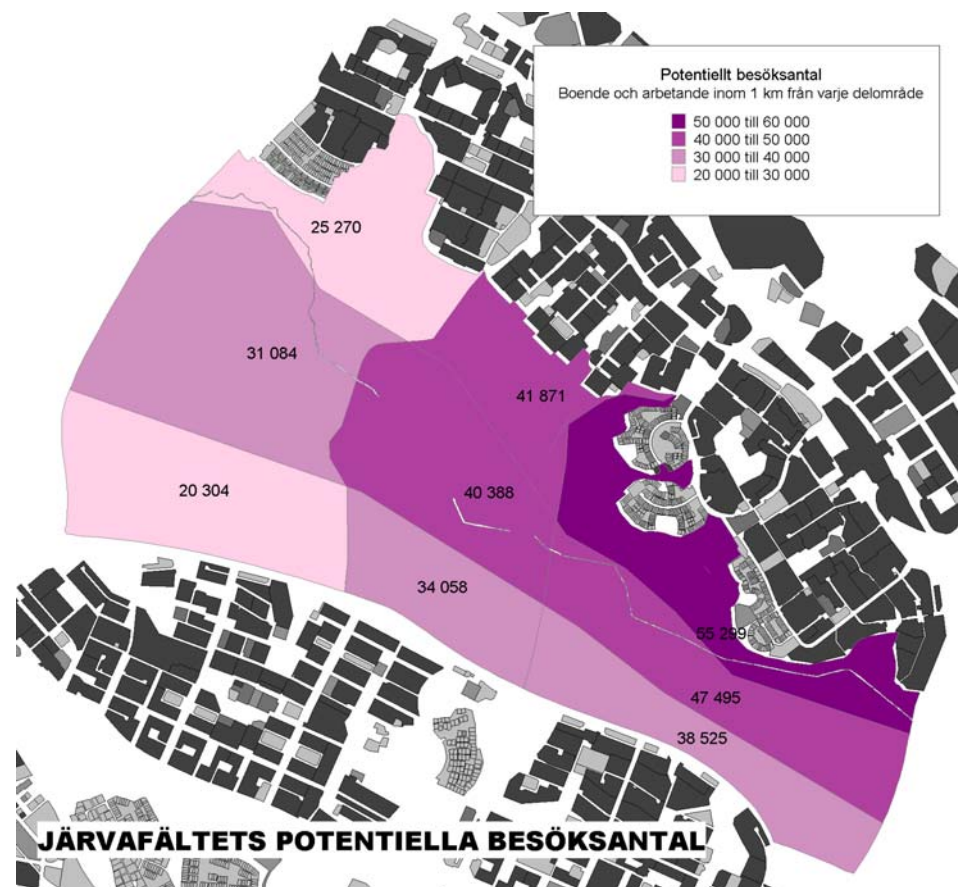 Potentiellt besöksantal
Boende och arbetande inom 1 km från varje delområde
50 000 till 60 000
40 000 till 50 000
30 000 till 40 000
20 000 till 30 000
25 270
31 084
41 871
20 304
40 388
34 058
55 299
47 495
38 525
JÄRVAFÄLTETS POTENTIELLA BESÖKSANTAL